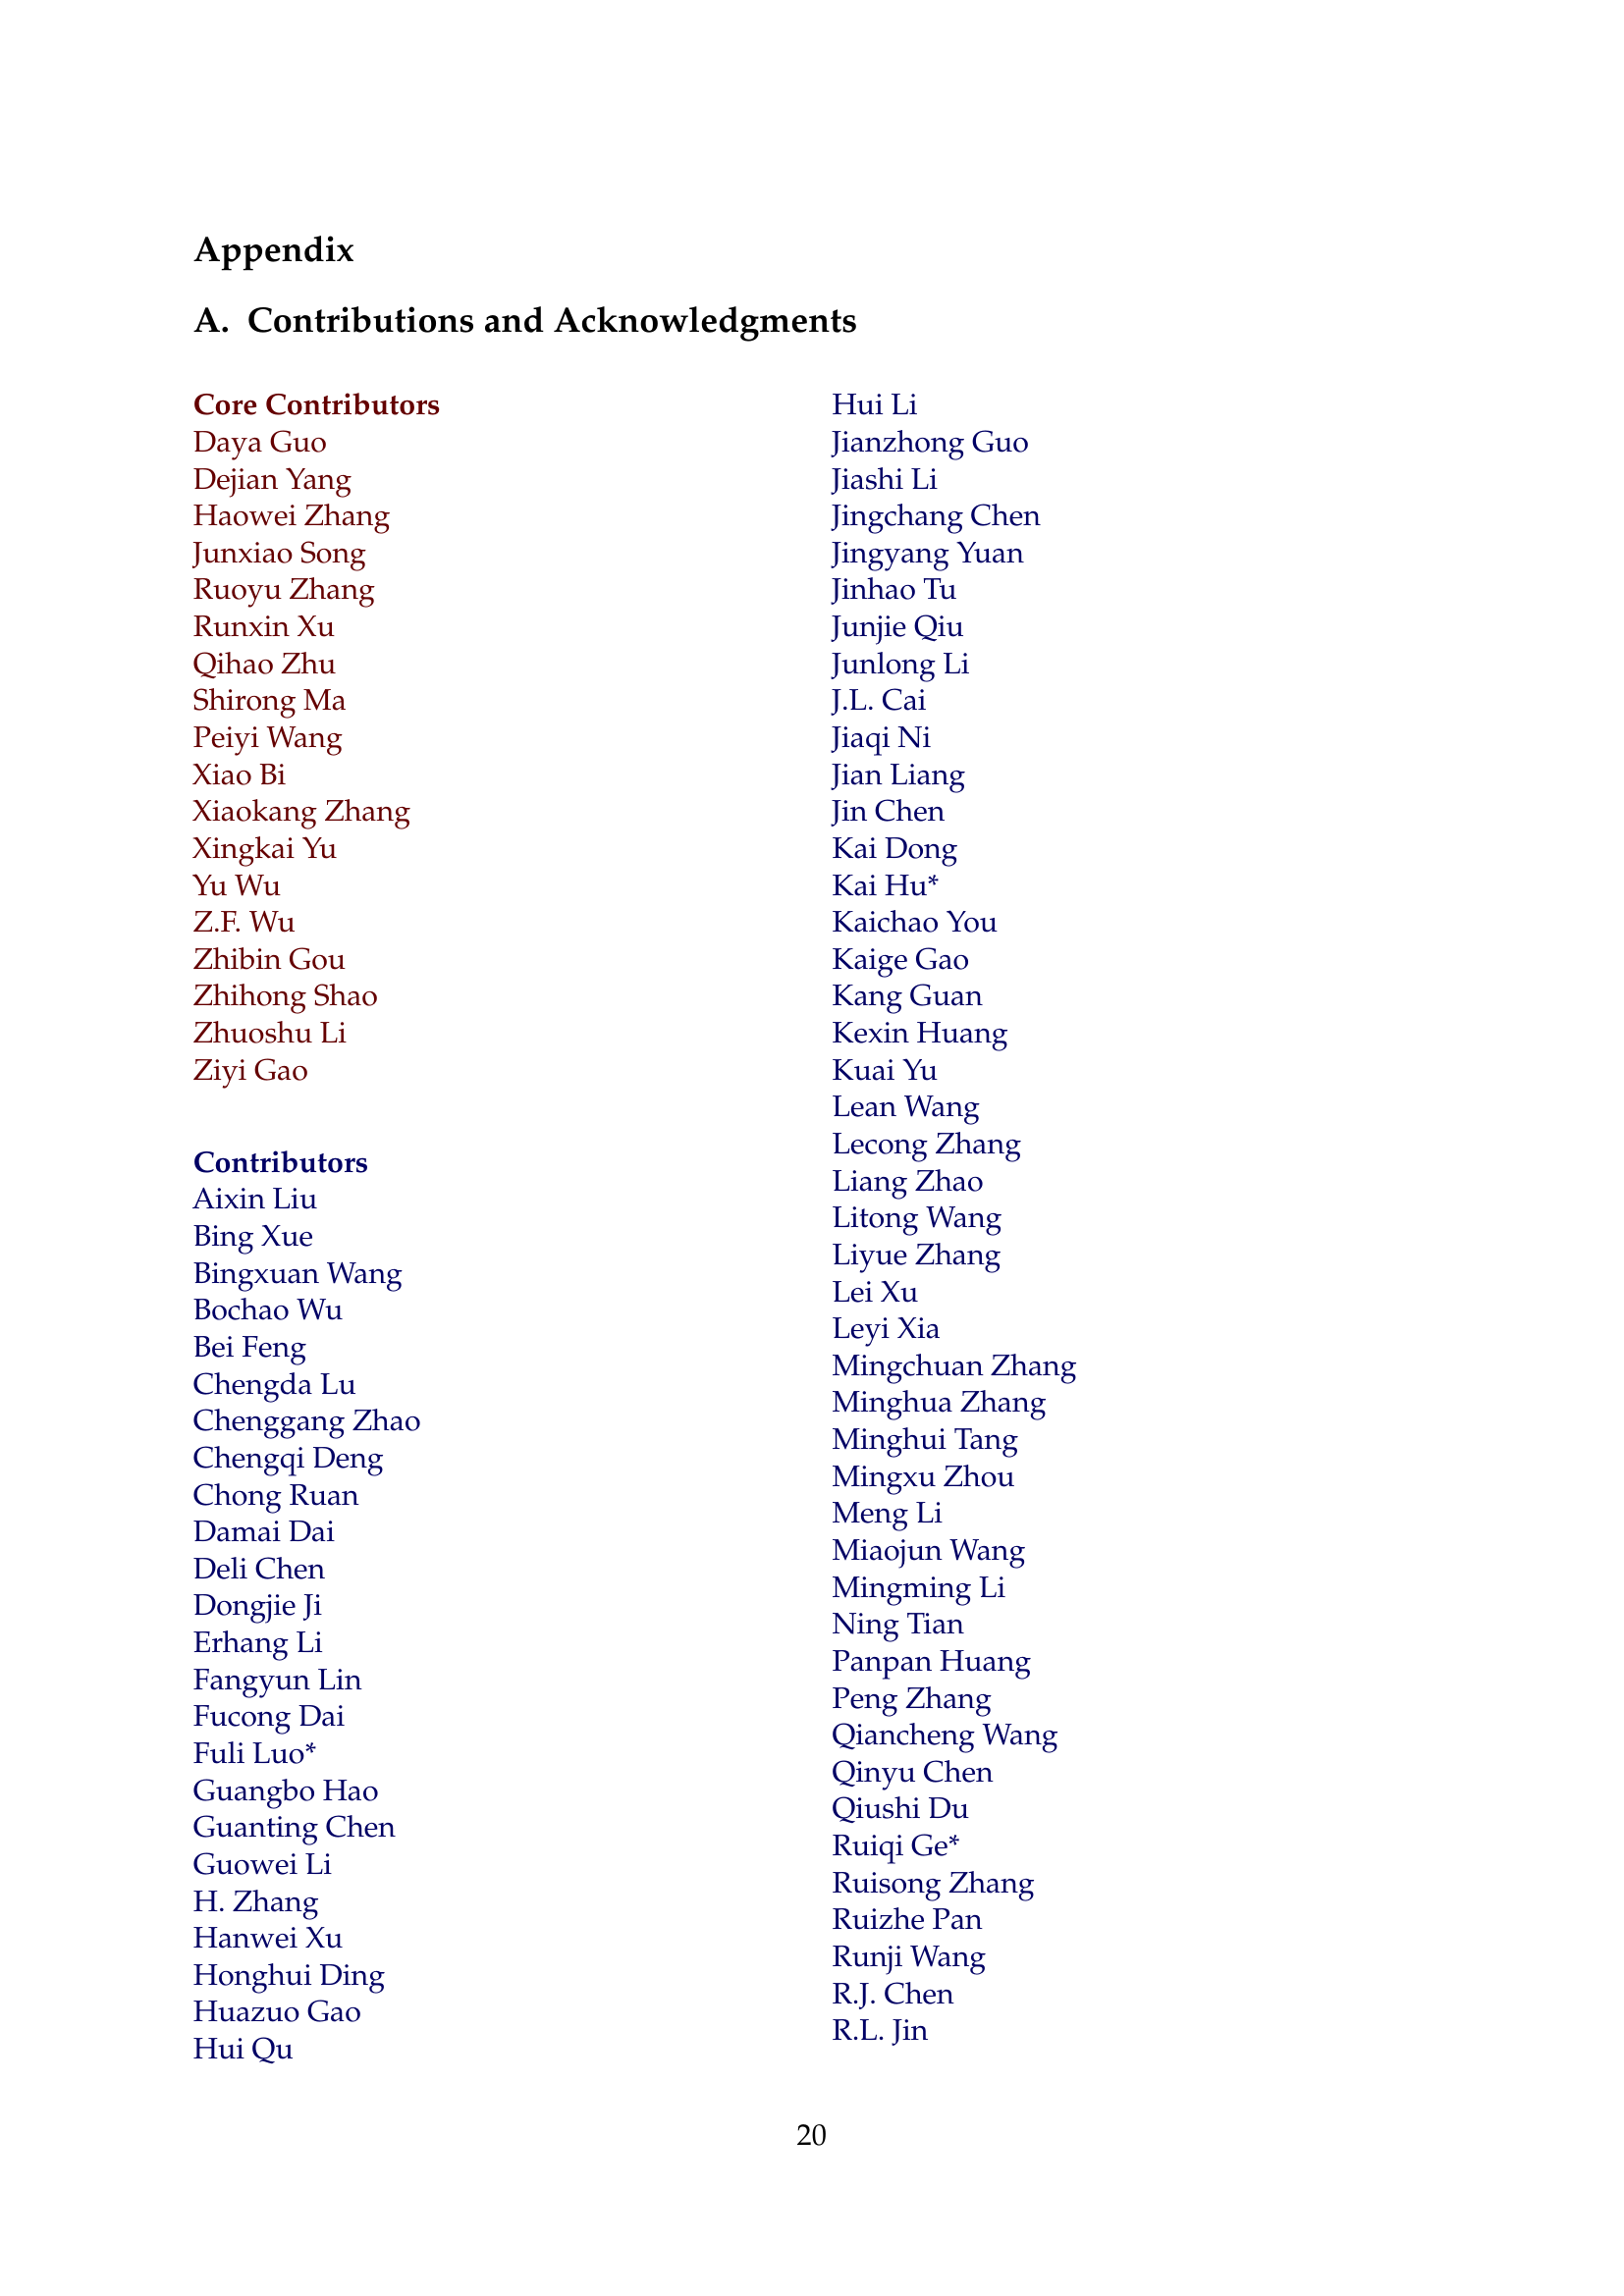 Appendix
A. Contributions and Acknowledgments
Core Contributors
Daya Guo
Dejian Yang
Haowei Zhang
Junxiao Song
Ruoyu Zhang
Runxin Xu
Qihao Zhu
Shirong Ma
Peiyi Wang
Xiao Bi
Xiaokang Zhang
Xingkai Yu
Yu Wu
Z.F. Wu
Zhibin Gou
Zhihong Shao
Zhuoshu Li
Ziyi Gao
Contributors
Aixin Liu
Bing Xue
Bingxuan Wang
Bochao Wu
Bei Feng
Chengda Lu
Chenggang Zhao
Chengqi Deng
Chong Ruan
Damai Dai
Deli Chen
Dongjie Ji
Erhang Li
Fangyun Lin
Fucong Dai
Fuli Luo*
Guangbo Hao
Guanting Chen
Guowei Li
H. Zhang
Hanwei Xu
Honghui Ding
Huazuo Gao
Hui Qu
Hui Li
Jianzhong Guo
Jiashi Li
Jingchang Chen
Jingyang Yuan
Jinhao Tu
Junjie Qiu
Junlong Li
J.L. Cai
Jiaqi Ni
Jian Liang
Jin Chen
Kai Dong
Kai Hu*
Kaichao You
Kaige Gao
Kang Guan
Kexin Huang
Kuai Yu
Lean Wang
Lecong Zhang
Liang Zhao
Litong Wang
Liyue Zhang
Lei Xu
Leyi Xia
Mingchuan Zhang
Minghua Zhang
Minghui Tang
Mingxu Zhou
Meng Li
Miaojun Wang
Mingming Li
Ning Tian
Panpan Huang
Peng Zhang
Qiancheng Wang
Qinyu Chen
Qiushi Du
Ruiqi Ge*
Ruisong Zhang
Ruizhe Pan
Runji Wang
R.J. Chen
R.L. Jin
20